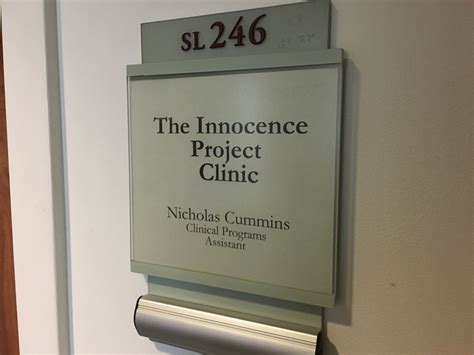 SL 246
The Innocence
Project
Clinic
Nicholas Cummins
Clinical Programs
Assistant